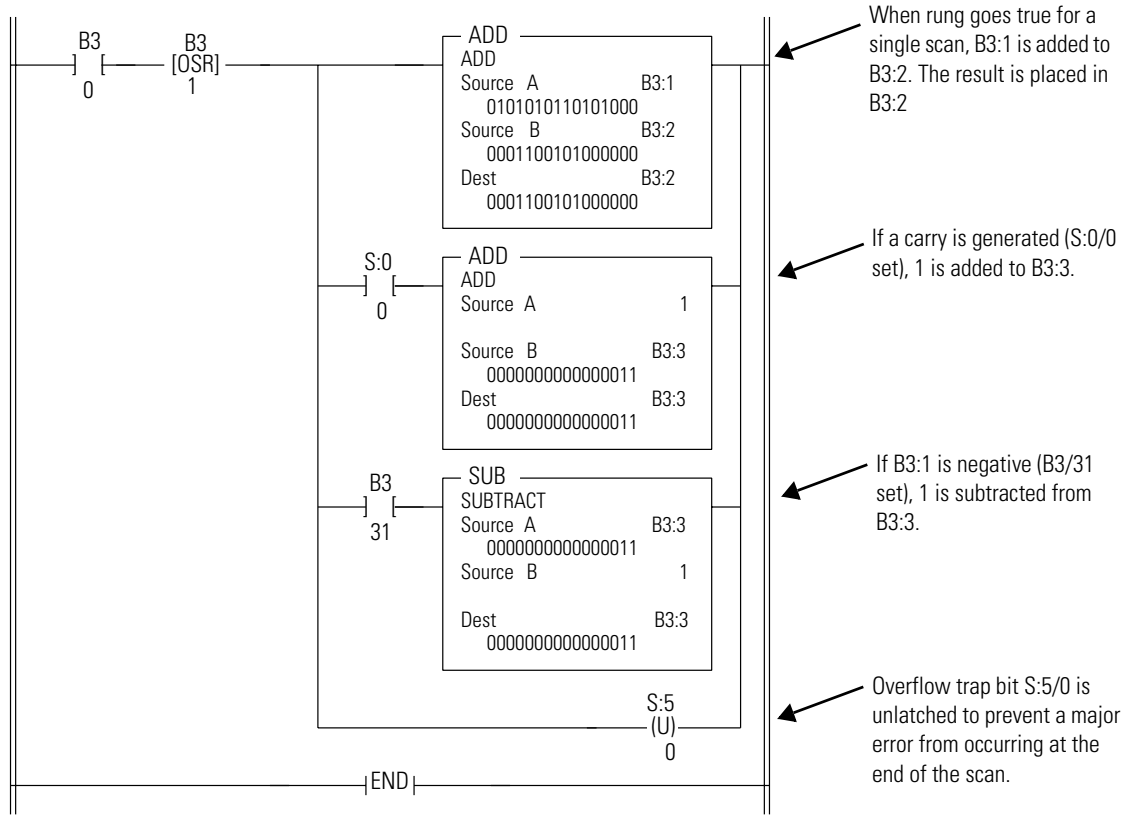 B3
] [
0
B3
[OSR]
1
ADD
ADD
Source A B3:1
0101010110101000
Source B B3:2
0001100101000000
Dest B3:2
0001100101000000
When rung goes true for a
single scan, B3:1 is added to
B3:2. The result is placed in
B3:2
S:0
] [
0
ADD
ADD
Source A 1
Source B B3:3
0000000000000011
Dest B3:3
0000000000000011
If a carry is generated (S:0/0
set), 1 is added to B3:3.
B3
] [
31
SUB
SUBTRACT
Source A B3:3
0000000000000011
Source B 1
Dest B3:3
0000000000000011
If B3:1 is negative (B3/31
set), 1 is subtracted from
B3:3.
S:5
(U)
0
Overflow trap bit S:5/0 is
unlatched to prevent a major
error from occurring at the
end of the scan.
END